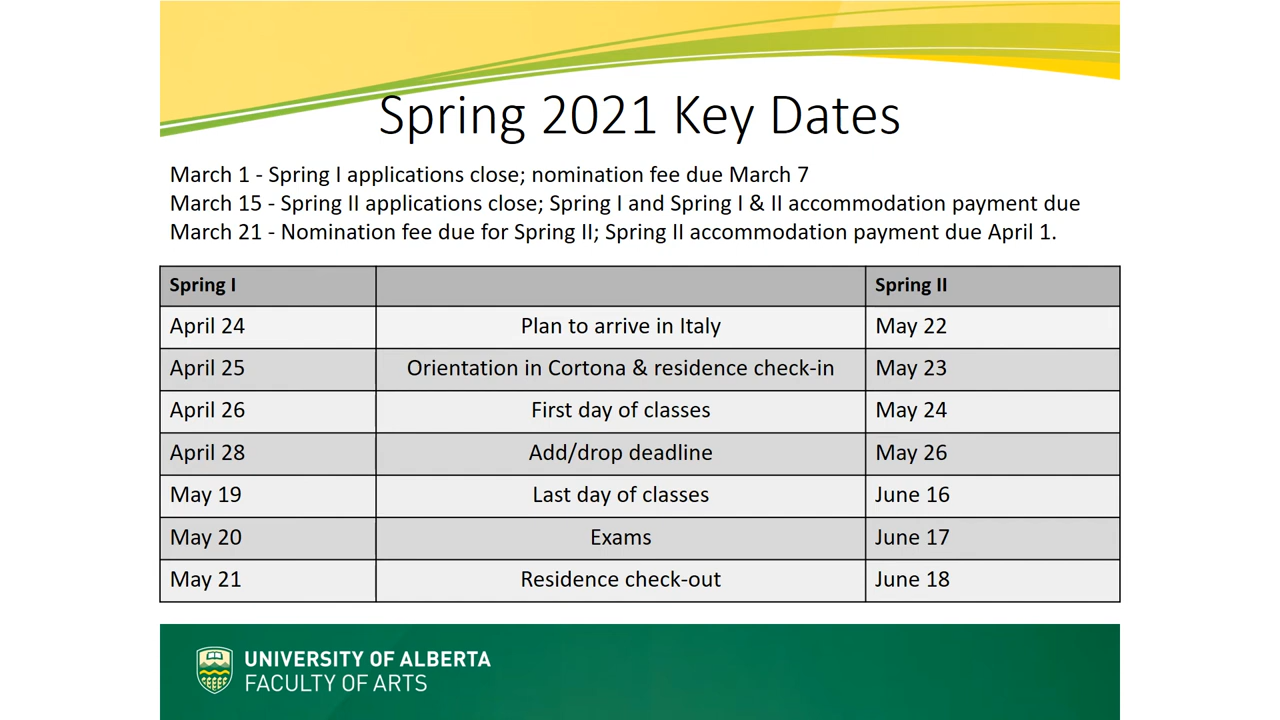 Spring 2021 Key Dates
March 1 - Spring I applications close; nomination fee due March 7
March 15 - Spring II applications close; Spring I and Spring I & II accommodation payment due
March 21 - Nomination fee due for Spring II; Spring II accommodation payment due April 1.
Spring I Spring II
April 24 Plan to arrive in Italy May 22
April 25 Orientation in Cortona & residence check-in May 23
April 26 First day of classes May 24
April 28 Add/drop deadline May 26
May 19 Last day of classes June 16
May 20 Exams June 17
May 21 Residence check-out June 18
UNIVERSITY OF ALBERTA
FACULTY OF ARTS